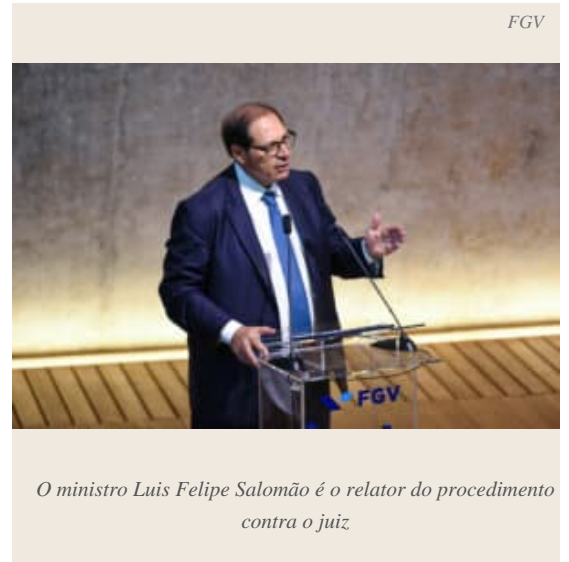 FGV
FGV
O ministro Luis Felipe Salomão é o relator do procedimento
contra o juiz